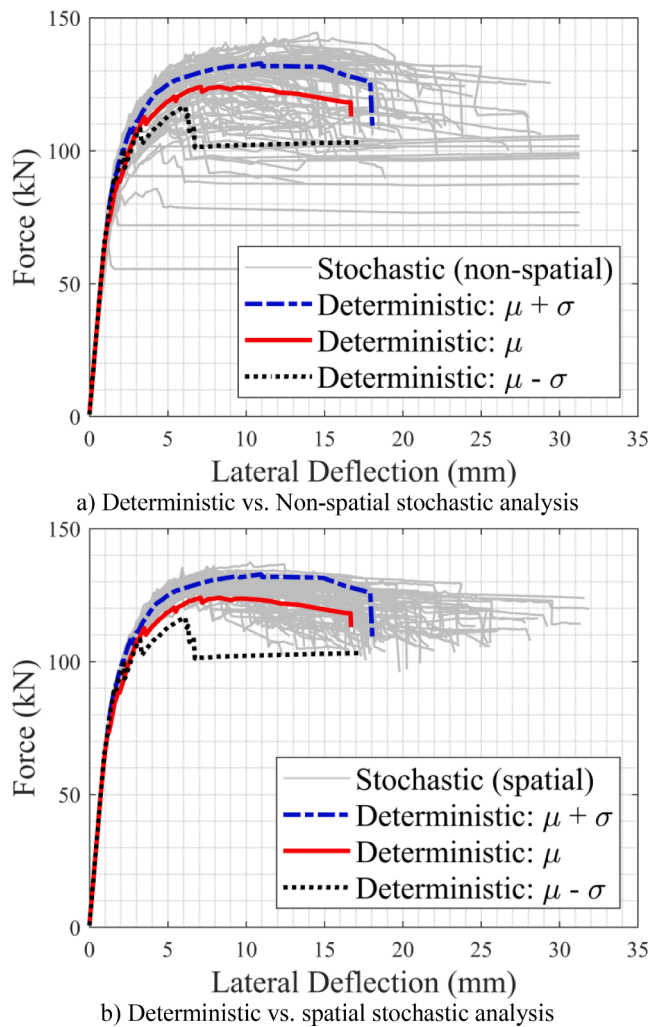 150
100
50
0
Force (kN)
Stochastic (non-spatial)
Deterministic: μ + σ
Deterministic: μ
Deterministic: μ - σ
0 5 10 15 20 25 30 35
Lateral Deflection (mm)
a) Deterministic vs. Non-spatial stochastic analysis
150
100
50
0
Force (kN)
Stochastic (spatial)
Deterministic: μ + σ
Deterministic: μ
Deterministic: μ - σ
0 5 10 15 20 25 30 35
Lateral Deflection (mm)
b) Deterministic vs. spatial stochastic analysis